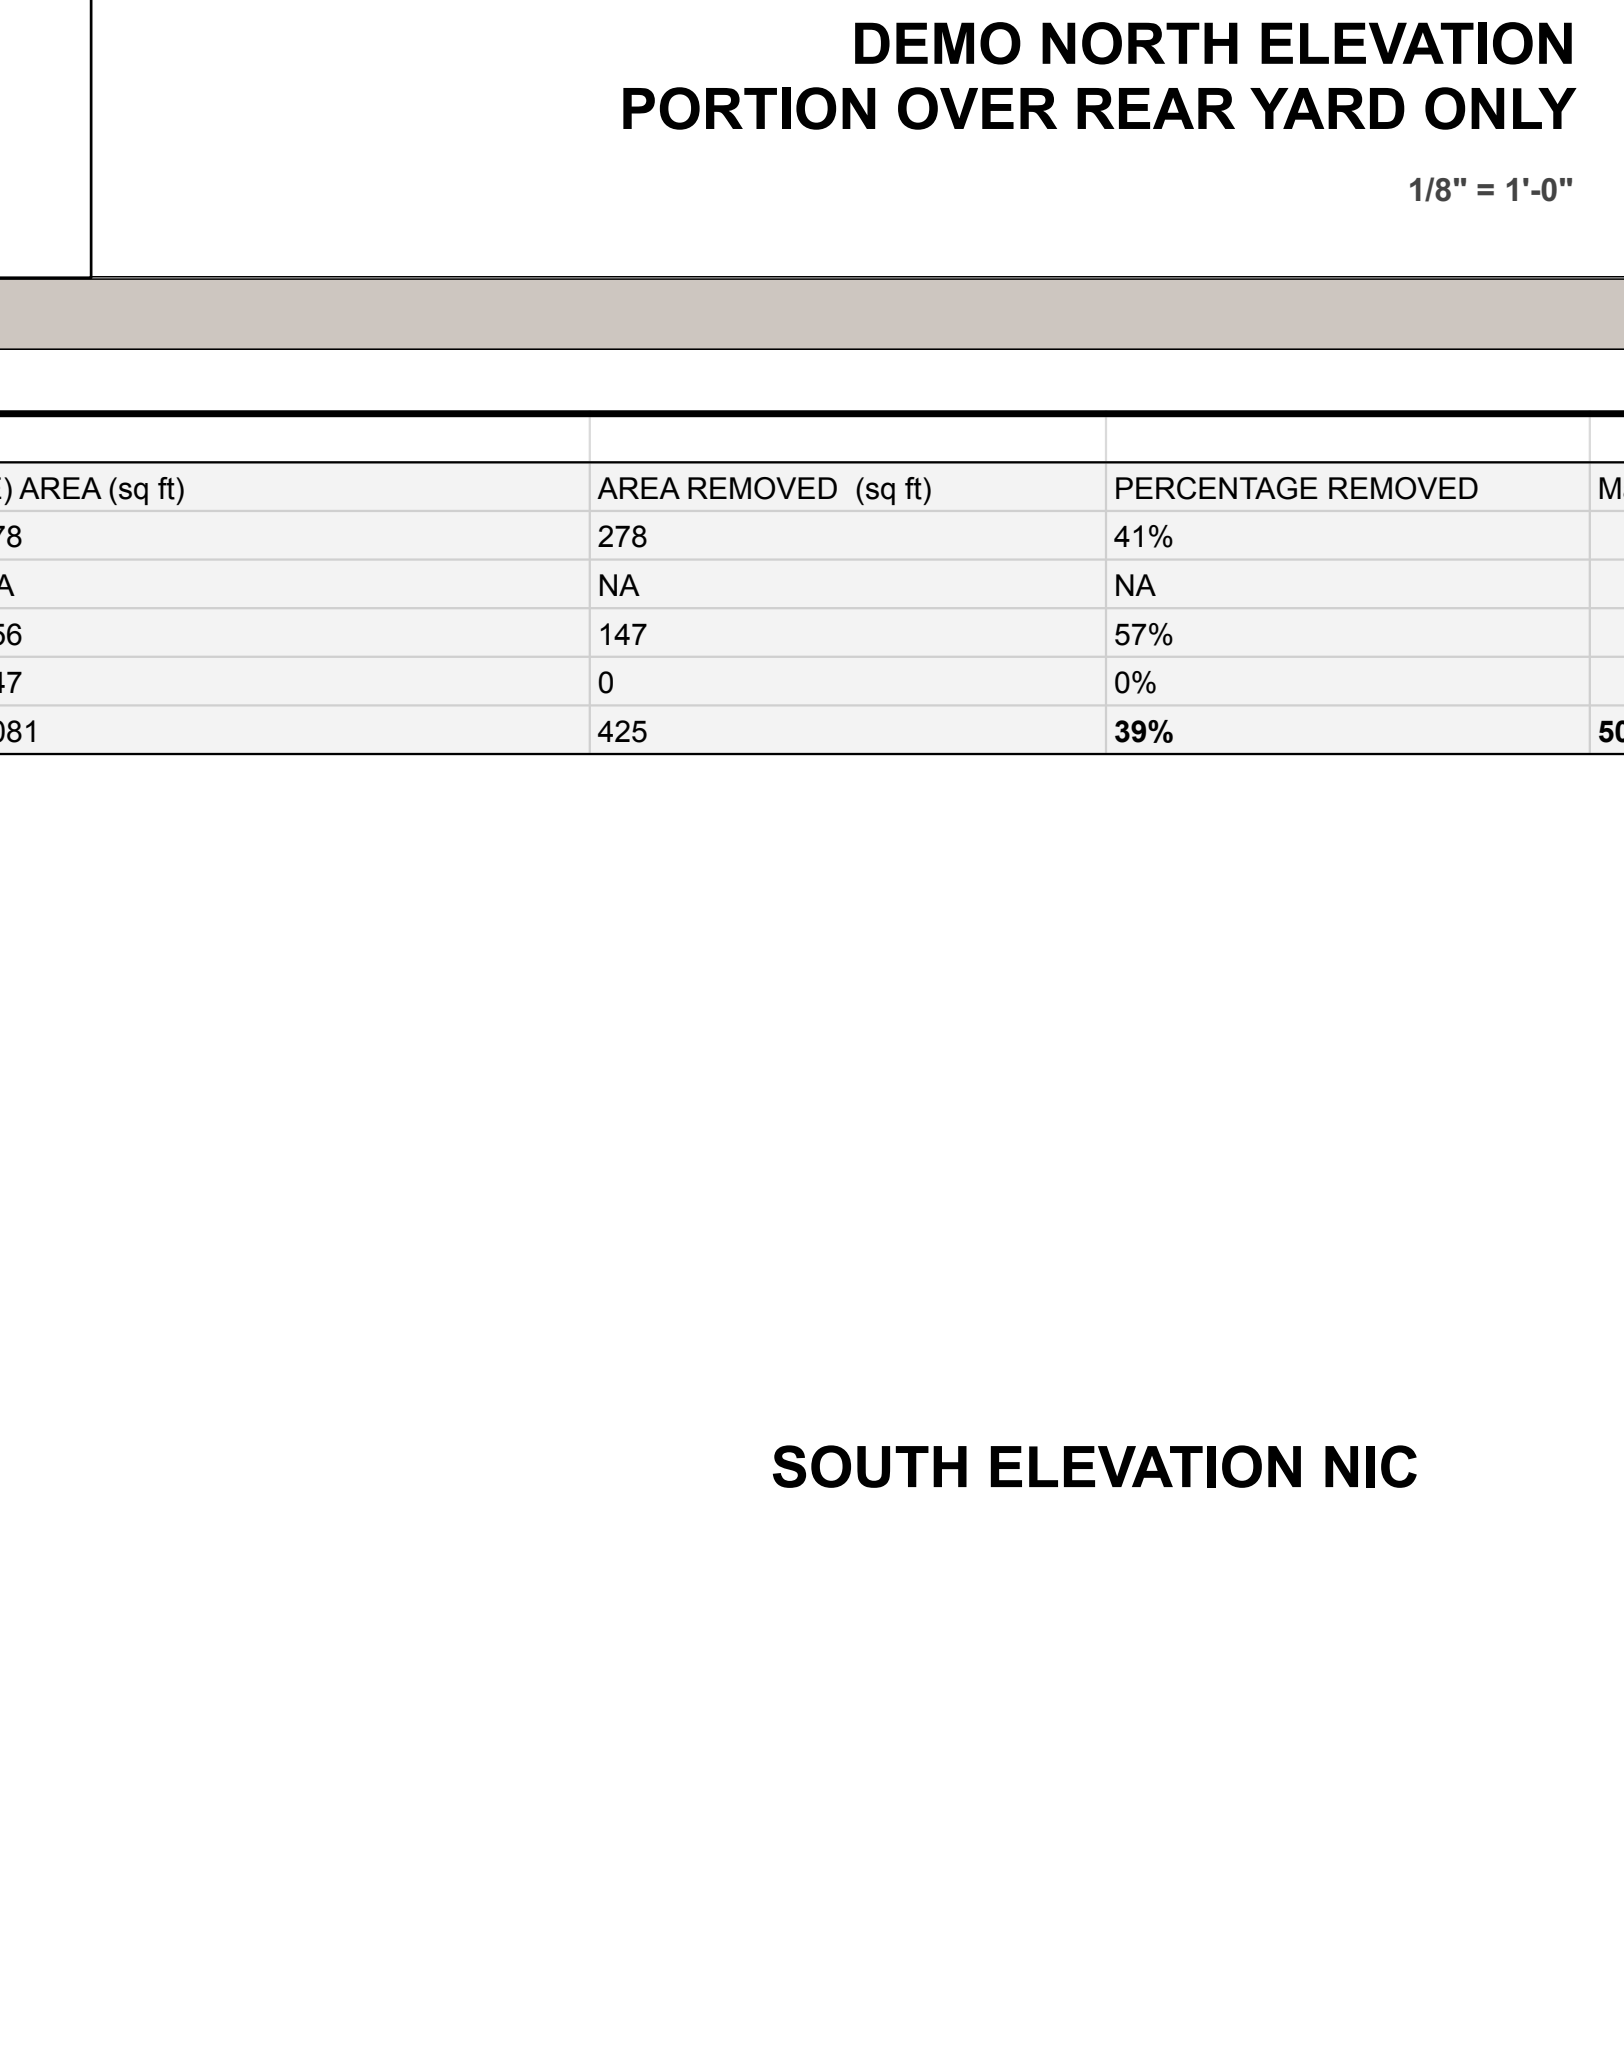 DEMO NORTH ELEVATION
PORTION OVER REAR YARD ONLY
1/8" = 1'-0"
) AREA (sq ft) AREA REMOVED (sq ft) PERCENTAGE REMOVED
78 278 41%
NA NA
56 147 57%
47 0 0%
081 425 39% 50
SOUTH ELEVATION NIC